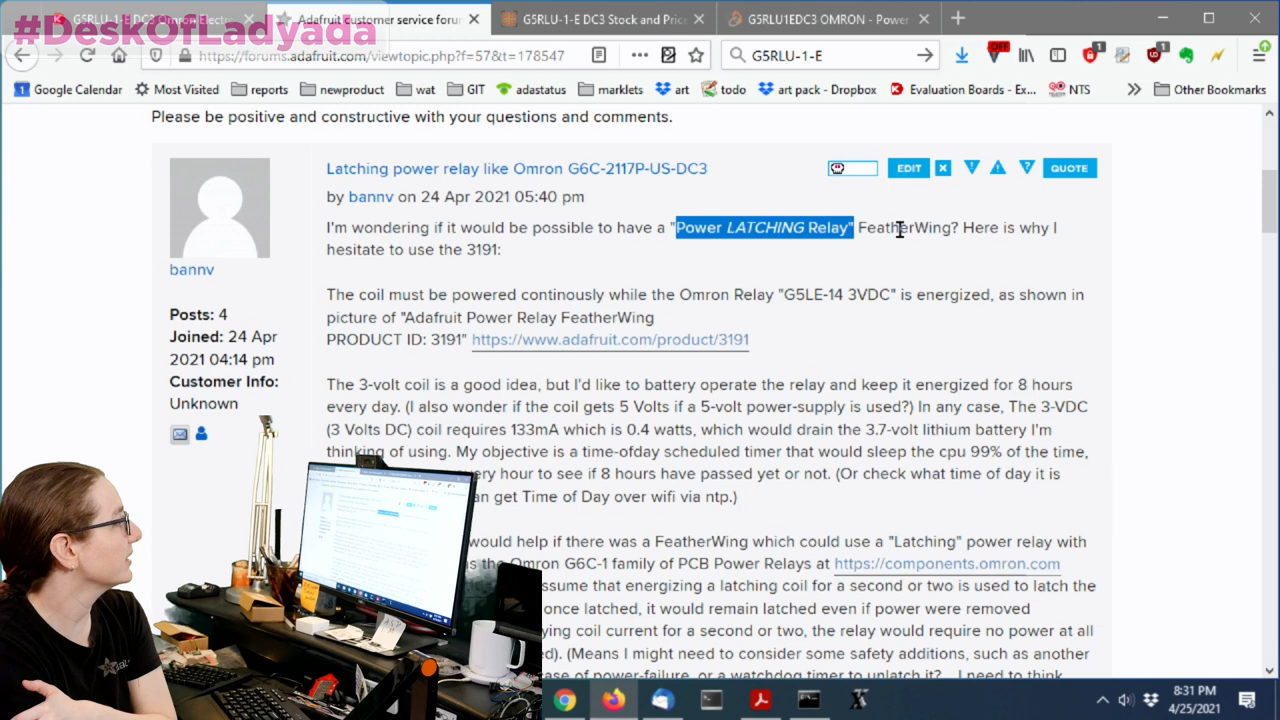 #DeskOfLadyada
G5RLU-1-E DC3 Omron Electr
Adafruit customer service foru
G5RLU-1-E DC3 Stock and Pric
G5RLU1EDC3 OMRON - Power
https://forums.adafruit.com/viewtopic.php?f=57&t=178547
G5RLU-1-E
OFF
1
1
Google Calendar
Most Visited
reports
newproduct
wat
GIT
adastatus
marklets
art
todo
art pack - Dropbox
Evaluation Boards - Ex...
NTS
Other Bookmarks
Please be positive and constructive with your questions and comments.
Latching power relay like Omron G6C-2117P-US-DC3
EDIT
QUOTE
by bannv on 24 Apr 2021 05:40 pm
I'm wondering if it would be possible to have a "Power LATCHING Relay" FeatherWing? Here is why I
hesitate to use the 3191:
bannv
Posts: 4
Joined: 24 Apr
2021 04:14 pm
Customer Info:
Unknown
The coil must be powered continously while the Omron Relay "G5LE-14 3VDC" is energized, as shown in
picture of "Adafruit Power Relay FeatherWing
PRODUCT ID: 3191" https://www.adafruit.com/product/3191
The 3-volt coil is a good idea, but I'd like to battery operate the relay and keep it energized for 8 hours
every day. (I also wonder if the coil gets 5 Volts if a 5-volt power-supply is used?) In any case, The 3-VDC
(3 Volts DC) coil requires 133mA which is 0.4 watts, which would drain the 3.7-volt lithium battery I'm
thinking of using. My objective is a time-ofday scheduled timer that would sleep the cpu 99% of the time,
very hour to see if 8 hours have passed yet or not. (Or check what time of day it is
an get Time of Day over wifi via ntp.)
would help if there was a FeatherWing which could use a "Latching" power relay with
s the Omron G6C-1 family of PCB Power Relays at https://components.omron.com
ssume that energizing a latching coil for a second or two is used to latch the
once latched, it would remain latched even if power were removed
ying coil current for a second or two, the relay would require no power at all
ed). (Means I might need to consider some safety additions, such as another
case of power-failure, or a watchdog timer to unlatch it? I need to think
8:31 PM
4/25/2021